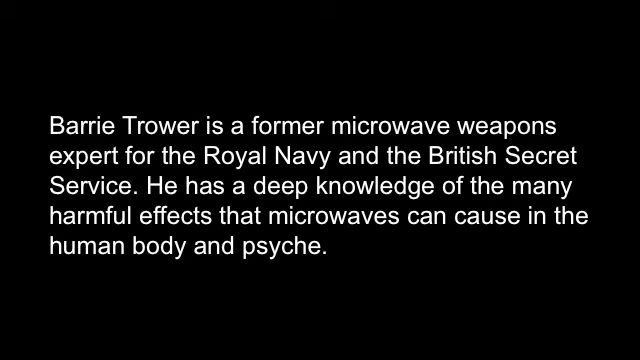 Barrie Trower is a former microwave weapons
expert for the Royal Navy and the British Secret
Service. He has a deep knowledge of the many
harmful effects that microwaves can cause in the
human body and psyche.